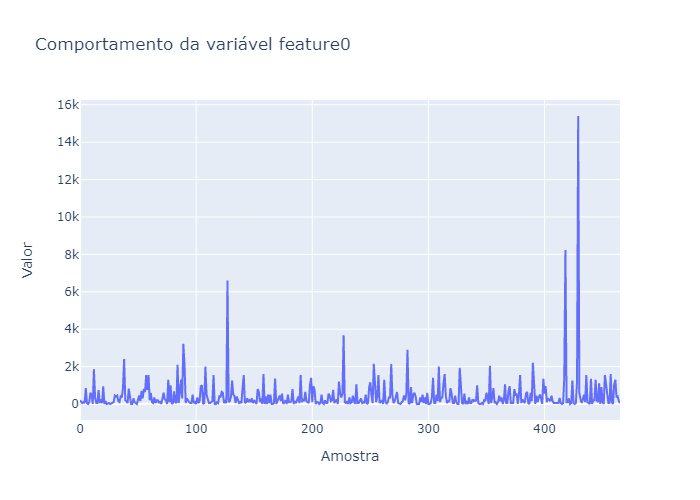 Comportamento da variável feature0
16k
14k
12k
10k
8k
6k
4k
2k
0
Valor
0 100 200 300 400
Amostra